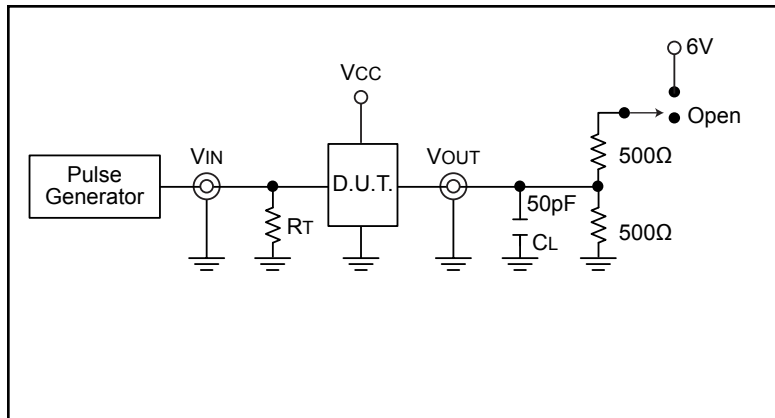 6V
VCC
Open
VIN
VOUT
500Ω
Pulse
Generator
D.U.T.
50pF
RT
CL
500Ω